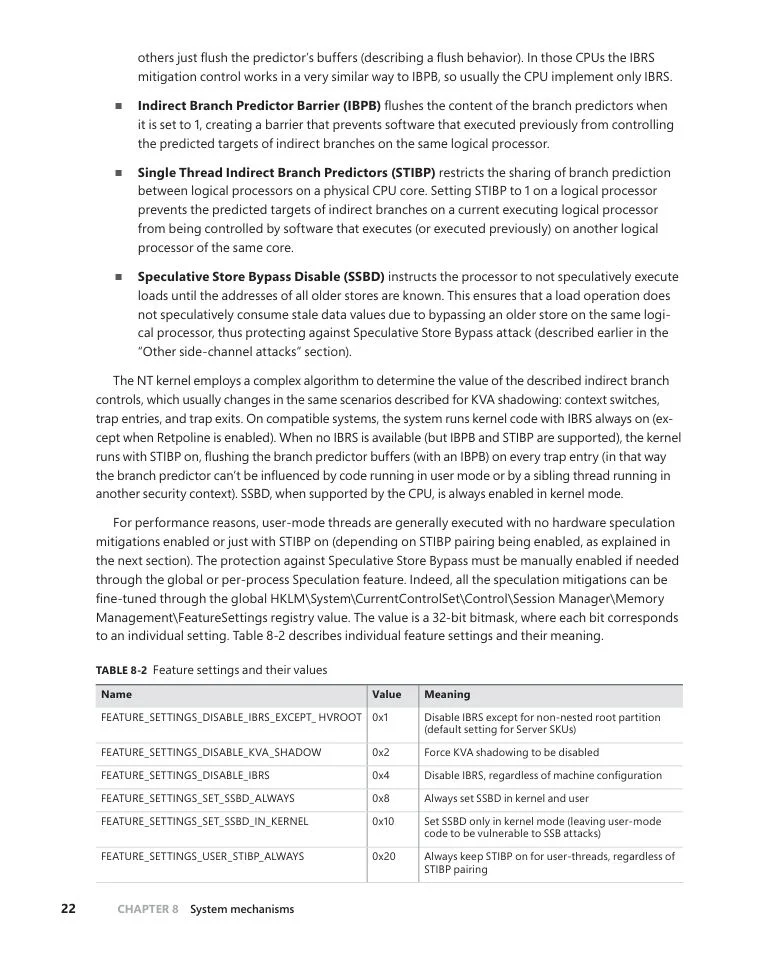 others just flush the predictor's buffers (describing a flush behavior). In those CPUs the IBRS
mitigation control works in a very similar way to IBPB, so usually the CPU implement only IBRS.
■ Indirect Branch Predictor Barrier (IBPB) flushes the content of the branch predictors when
it is set to 1, creating a barrier that prevents software that executed previously from controlling
the predicted targets of indirect branches on the same logical processor.
■ Single Thread Indirect Branch Predictors (STIBP) restricts the sharing of branch prediction
between logical processors on a physical CPU core. Setting STIBP to 1 on a logical processor
prevents the predicted targets of indirect branches on a current executing logical processor
from being controlled by software that executes (or executed previously) on another logical
processor of the same core.
■ Speculative Store Bypass Disable (SSBD) instructs the processor to not speculatively execute
loads until the addresses of all older stores are known. This ensures that a load operation does
not speculatively consume stale data values due to bypassing an older store on the same logi-
cal processor, thus protecting against Speculative Store Bypass attack (described earlier in the
"Other side-channel attacks" section).
The NT kernel employs a complex algorithm to determine the value of the described indirect branch
controls, which usually changes in the same scenarios described for KVA shadowing: context switches,
trap entries, and trap exits. On compatible systems, the system runs kernel code with IBRS always on (ex-
cept when Retpoline is enabled). When no IBRS is available (but IBPB and STIBP are supported), the kernel
runs with STIBP on, flushing the branch predictor buffers (with an IBPB) on every trap entry (in that way
the branch predictor can't be influenced by code running in user mode or by a sibling thread running in
another security context). SSBD, when supported by the CPU, is always enabled in kernel mode.
For performance reasons, user-mode threads are generally executed with no hardware speculation
mitigations enabled or just with STIBP on (depending on STIBP pairing being enabled, as explained in
the next section). The protection against Speculative Store Bypass must be manually enabled if needed
through the global or per-process Speculation feature. Indeed, all the speculation mitigations can be
fine-tuned through the global HKLM\System\CurrentControlSet\Control\Session Manager\Memory
Management\FeatureSettings registry value. The value is a 32-bit bitmask, where each bit corresponds
to an individual setting. Table 8-2 describes individual feature settings and their meaning.
TABLE 8-2 Feature settings and their values
Name Value Meaning
FEATURE_SETTINGS_DISABLE_IBRS_EXCEPT_ HVROOT 0x1 Disable IBRS except for non-nested root partition
(default setting for Server SKUs)
FEATURE_SETTINGS_DISABLE_KVA_SHADOW 0x2 Force KVA shadowing to be disabled
FEATURE_SETTINGS_DISABLE_IBRS 0x4 Disable IBRS, regardless of machine configuration
FEATURE_SETTINGS_SET_SSBD_ALWAYS 0x8 Always set SSBD in kernel and user
FEATURE_SETTINGS_SET_SSBD_IN_KERNEL 0x10 Set SSBD only in kernel mode (leaving user-mode
code to be vulnerable to SSB attacks)
FEATURE_SETTINGS_USER_STIBP_ALWAYS 0x20 Always keep STIBP on for user-threads, regardless of
STIBP pairing
22 CHAPTER 8 System mechanisms